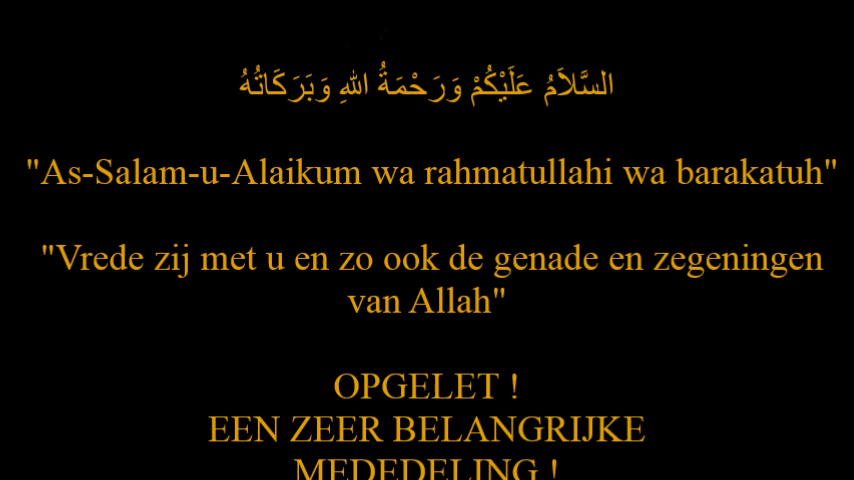 السَّلاَمُ عَلَيْكُمْ وَرَحْمَةُ اللهِ وَبَرَكَاتُهُ
"As-Salam-u-Alaikum wa rahmatullahi wa barakatuh"
"Vrede zij met u en zo ook de genade en zegeningen
van Allah"
OPGELET !
EEN ZEER BELANGRIJKE
MEDEDELING !